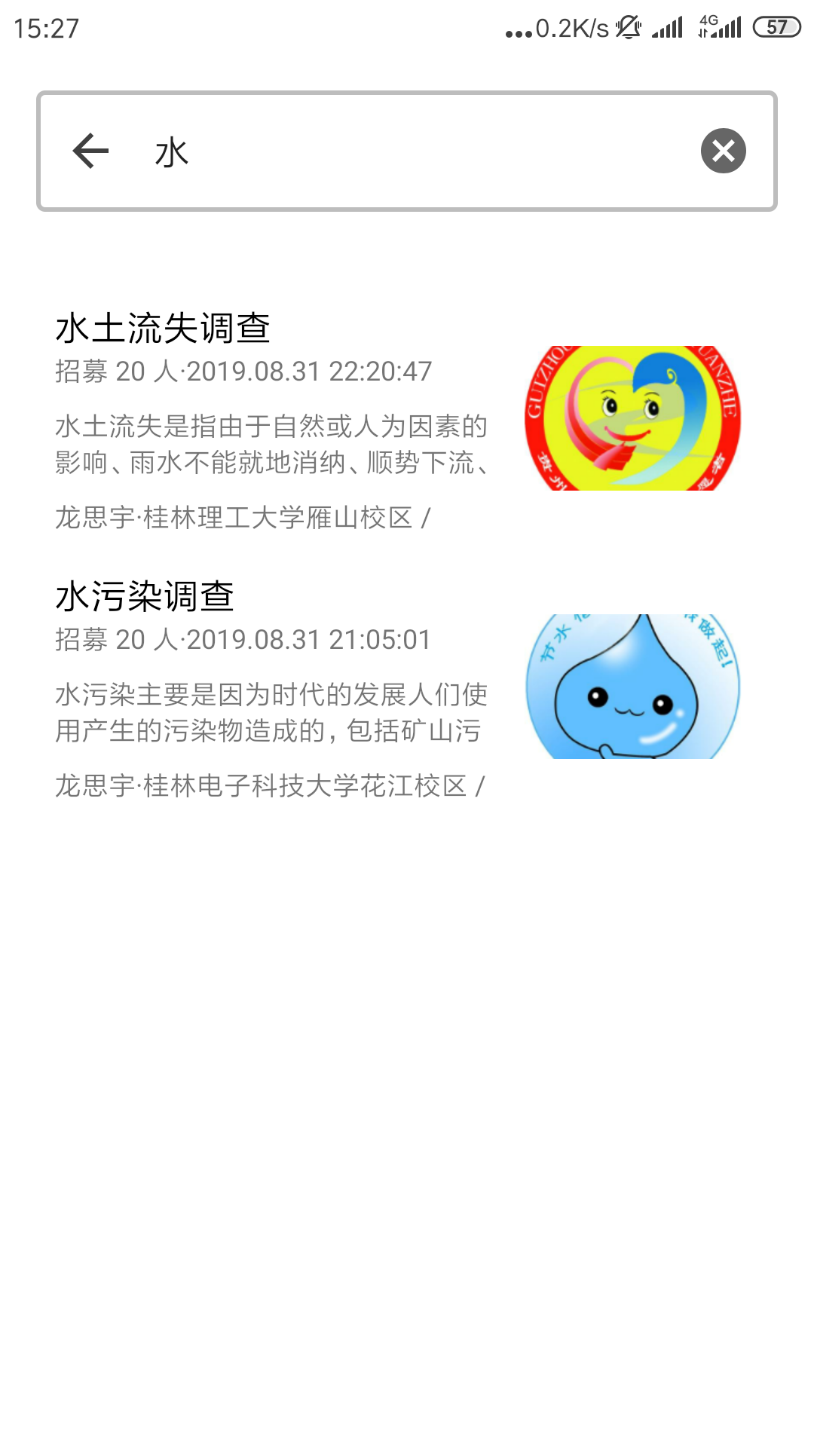 15:27
...0.2K/s 4G 57
水
水土流失调查
招募 20 人·2019.08.31 22:20:47
水土流失是指由于自然或人为因素的
影响、雨水不能就地消纳、顺势下流、
龙思宇·桂林理工大学雁山校区 /
GUIZHOU
UANZHE
贵州
愿者
水污染调查
招募 20 人·2019.08.31 21:05:01
水污染主要是因为时代的发展人们使
用产生的污染物造成的, 包括矿山污
龙思宇·桂林电子科技大学花江校区 /
节水
我做起!